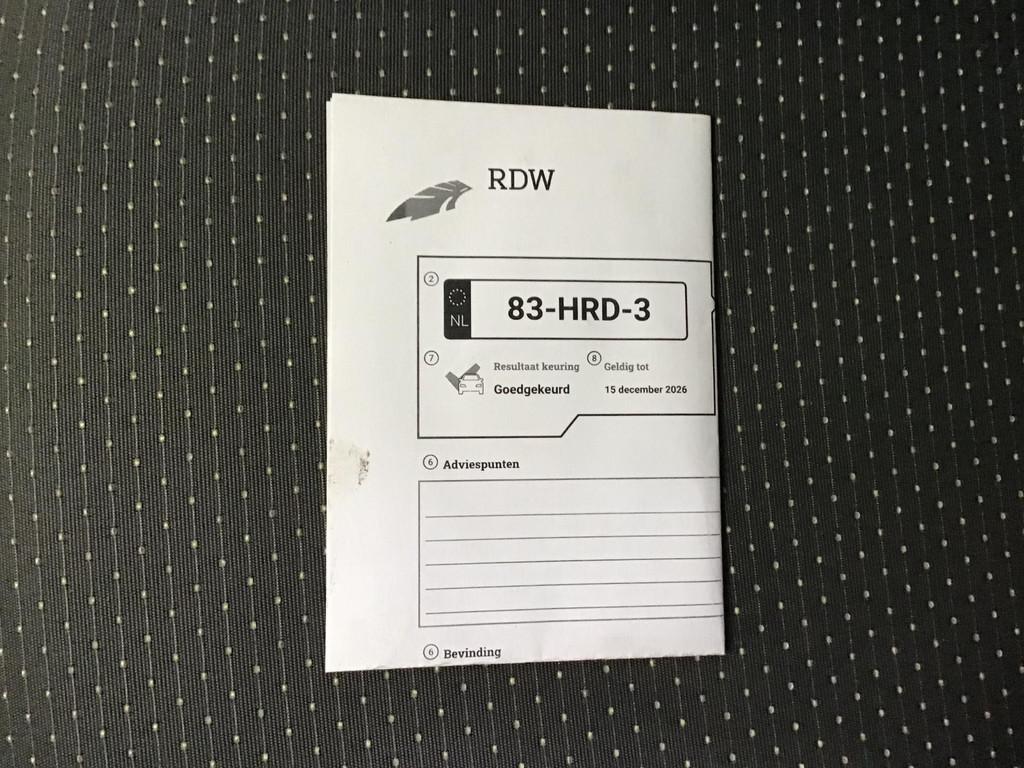 RDW
2
NL
83-HRD-3
7 Resultaat keuring 8 Geldig tot
Goedgekeurd 15 december 2026
6 Adviespunten
6 Bevinding